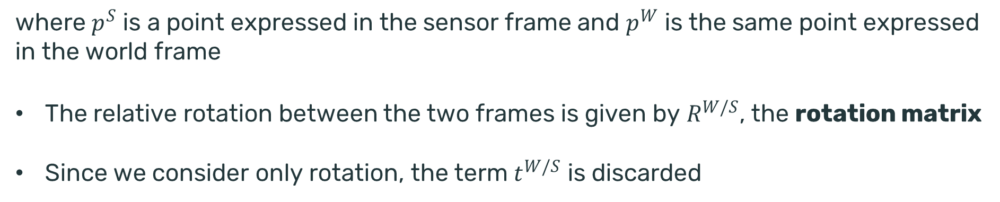 where p^S is a point expressed in the sensor frame and p^W is the same point expressed
in the world frame
• The relative rotation between the two frames is given by R^{W/S}, the rotation matrix
• Since we consider only rotation, the term t^{W/S} is discarded